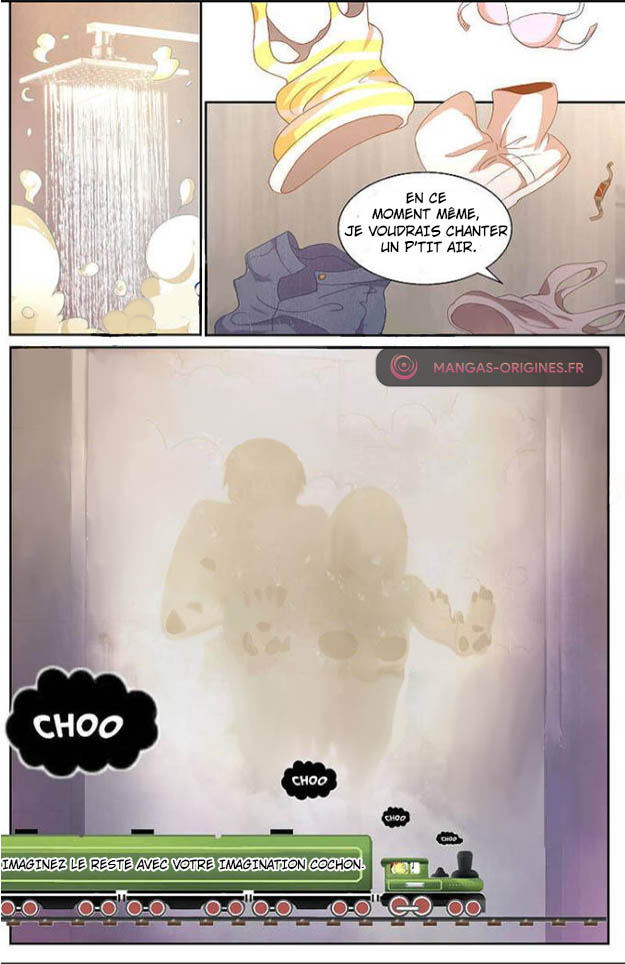 EN CE
MOMENT MÊME,
JE VOUDRAIS CHANTER
UN P'TIT AIR.
MANGAS-ORIGINES.FR
CHOO
CHOO
CHOO
CHOO
IMAGINEZ LE RESTE AVEC VOTRE IMAGINATION COCHON.